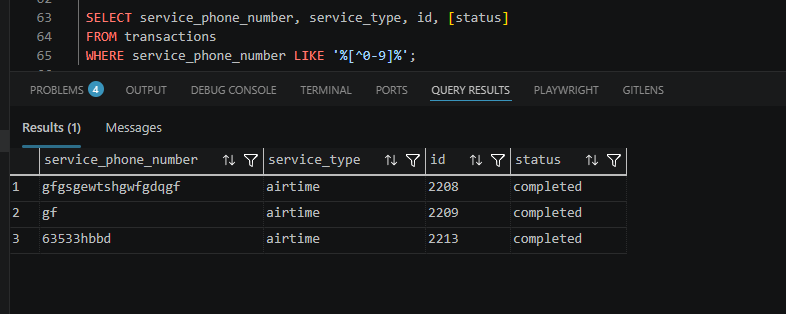 63 SELECT service_phone_number, service_type, id, [status]
64 FROM transactions
65 WHERE service_phone_number LIKE '%[^0-9]%';
PROBLEMS 4 OUTPUT DEBUG CONSOLE TERMINAL PORTS QUERY RESULTS PLAYWRIGHT GITLENS
Results (1) Messages
service_phone_number service_type id status
1 gfgsgewtshgwfgdqgf airtime 2208 completed
2 gf airtime 2209 completed
3 63533hbbd airtime 2213 completed